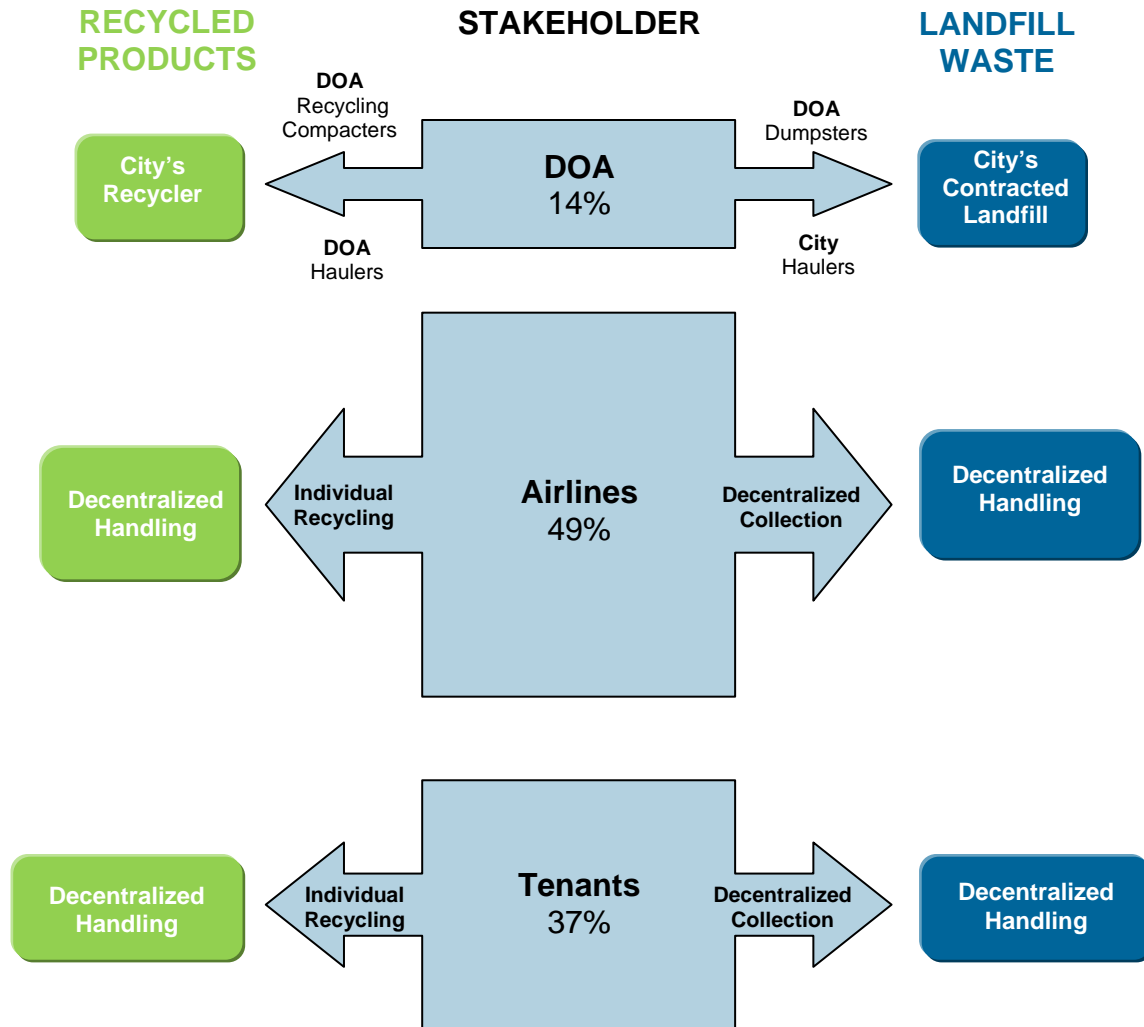 RECYCLED
PRODUCTS
STAKEHOLDER
LANDFILL
WASTE
DOA
Recycling
Compacters
DOA
Dumpsters
City's
Recycler
DOA
14%
City's
Contracted
Landfill
DOA
Haulers
City
Haulers
Decentralized
Handling
Individual
Recycling
Airlines
49%
Decentralized
Collection
Decentralized
Handling
Decentralized
Handling
Individual
Recycling
Tenants
37%
Decentralized
Collection
Decentralized
Handling